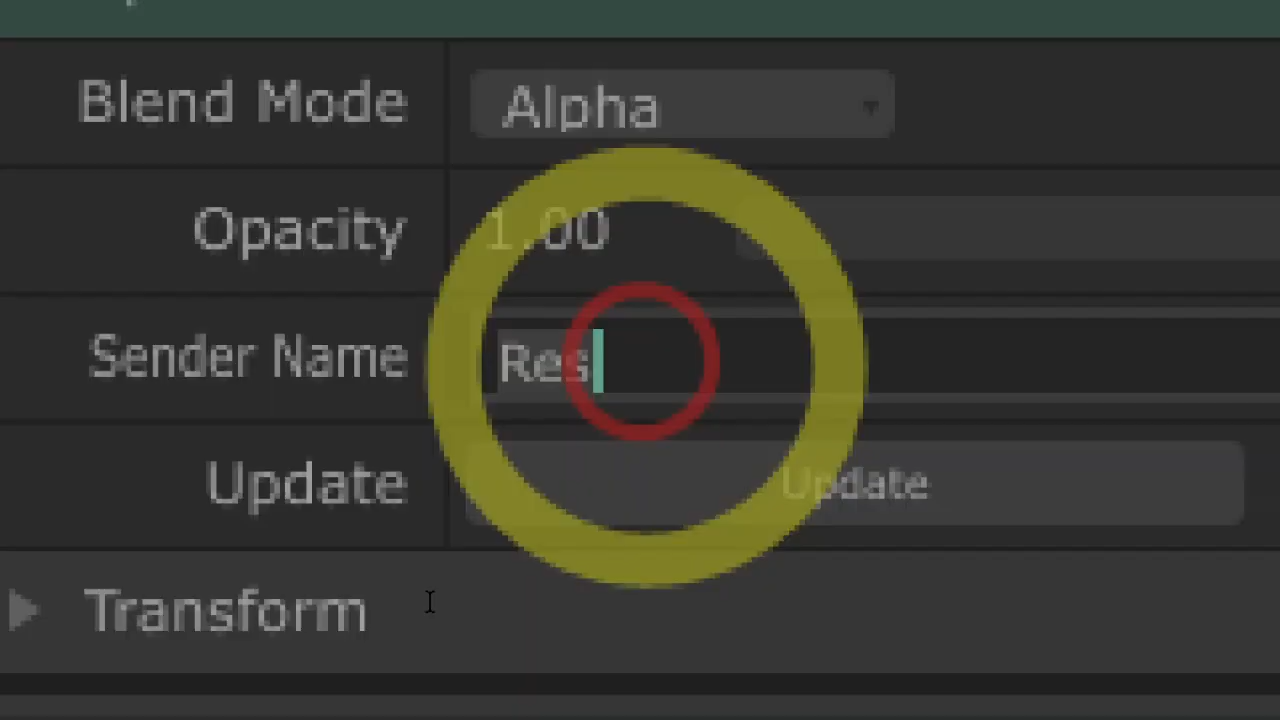 Blend Mode Alpha
Opacity 1.00
Sender Name Res
Update Update
Transform